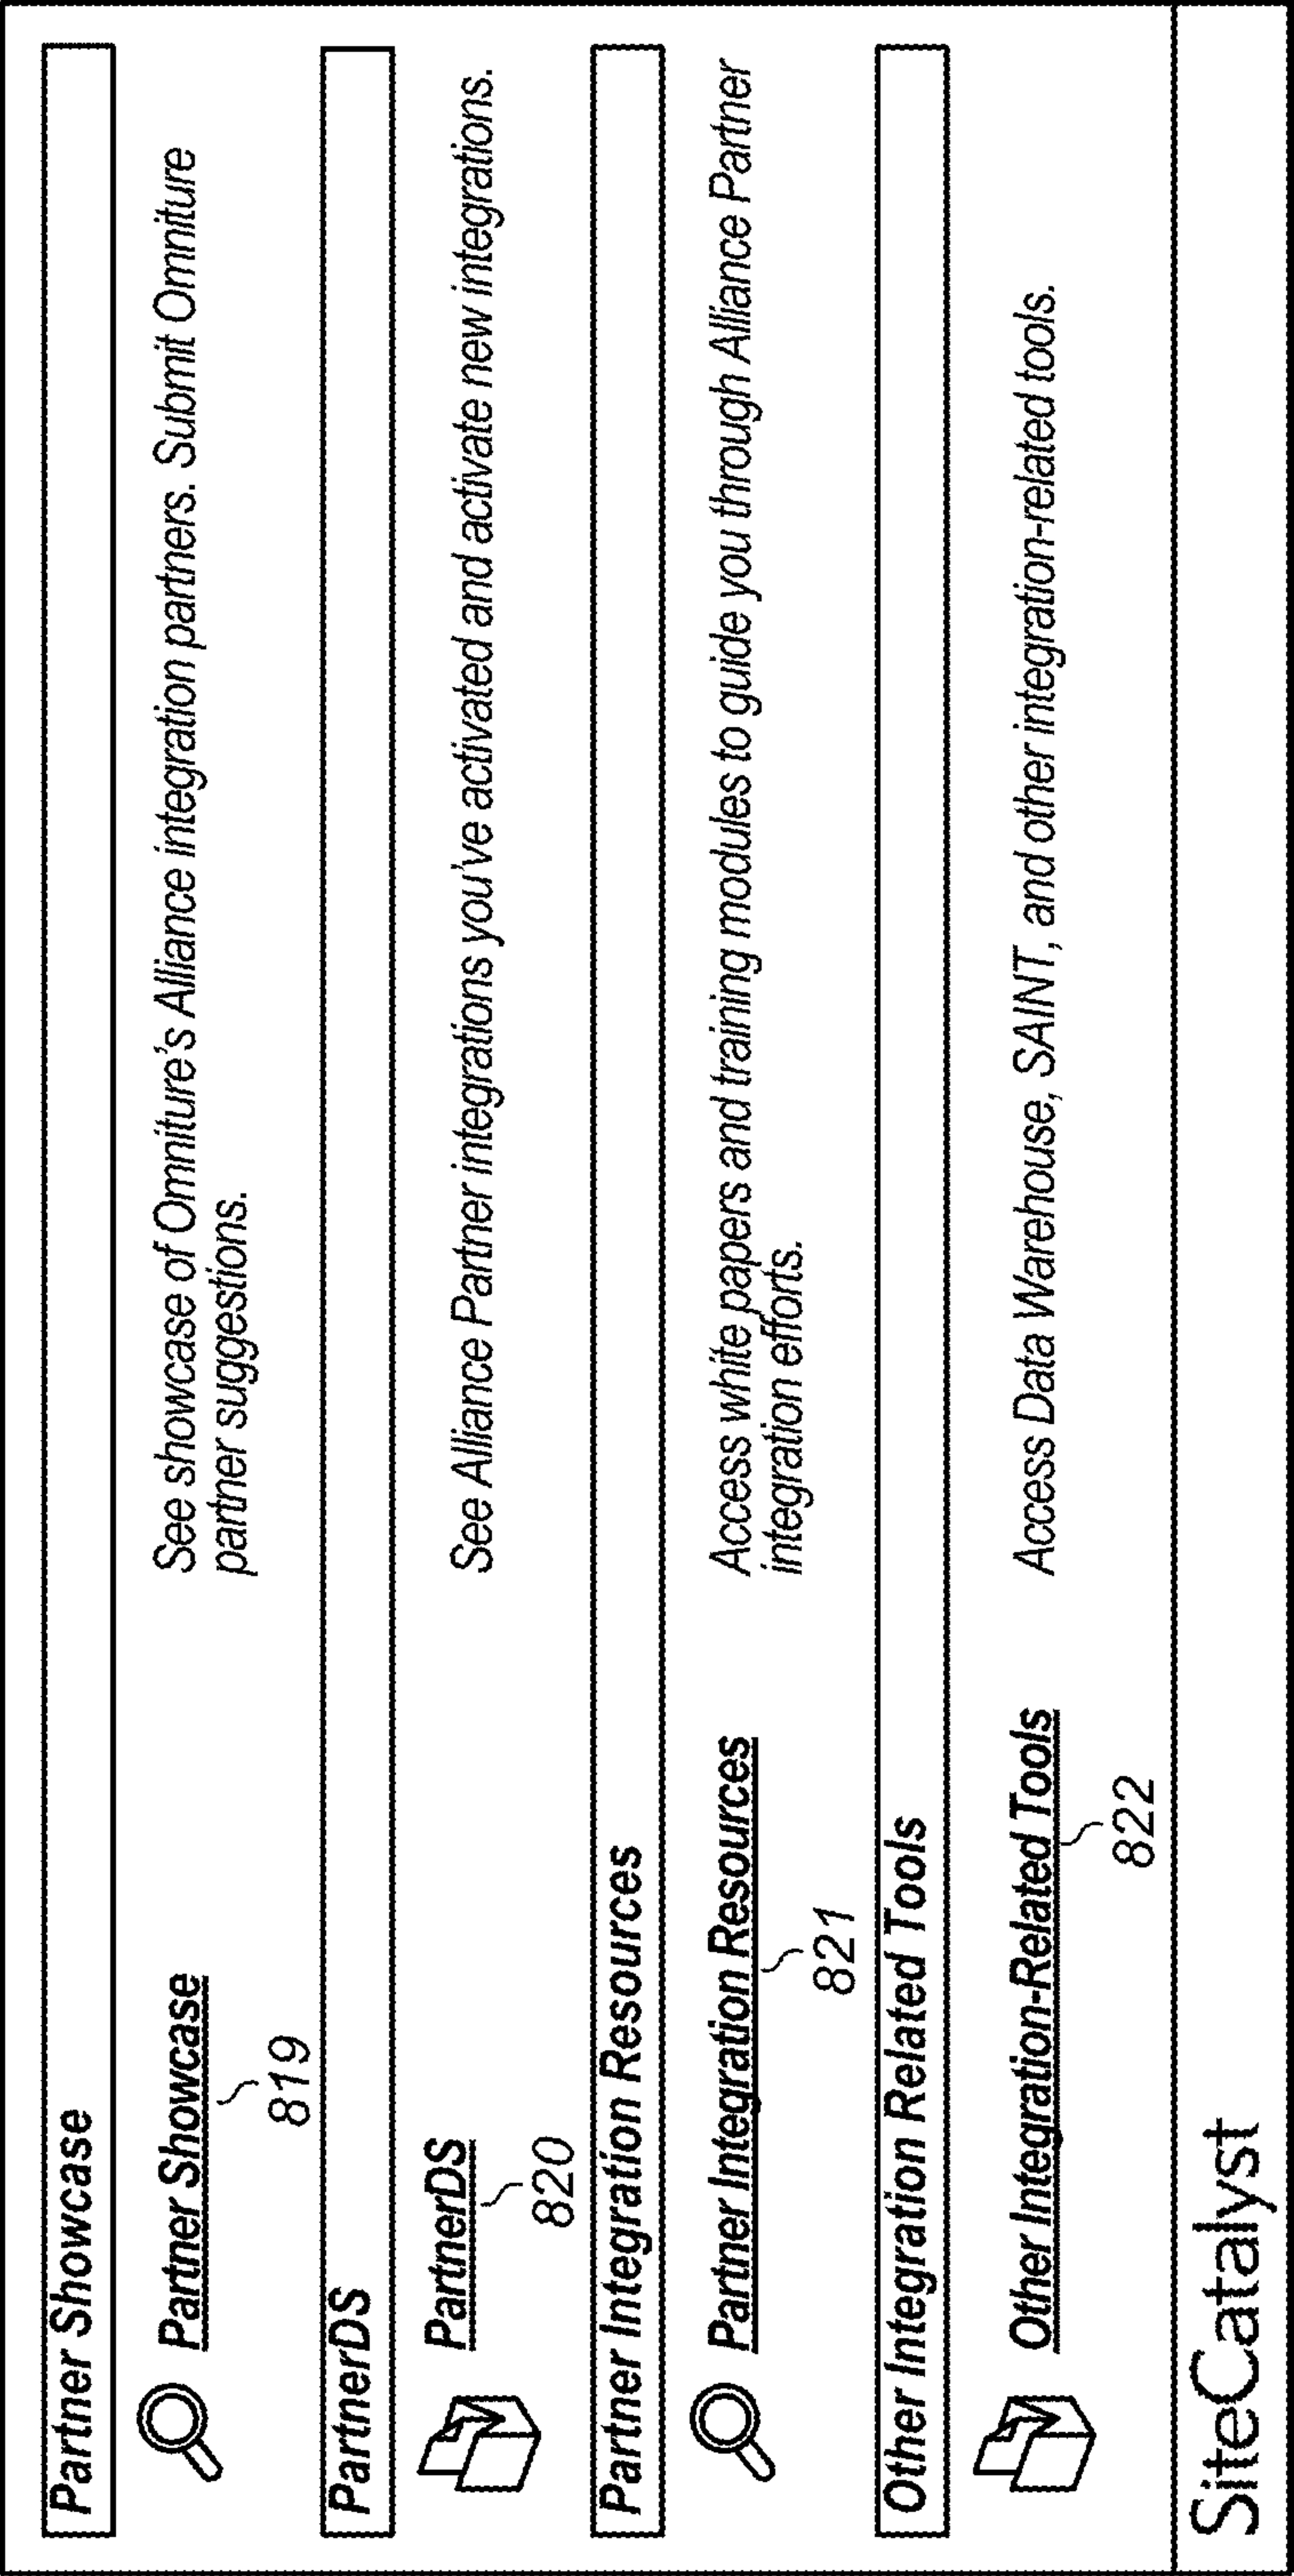 Partner Showcase
Partner Showcase
819
See showcase of Omniture's Alliance integration partners. Submit Omniture
partner suggestions.
PartnerDS
PartnerDS
820
See Alliance Partner integrations you've activated and activate new integrations.
Partner Integration Resources
Partner Integration Resources
821
Access white papers and training modules to guide you through Alliance Partner
integration efforts.
Other Integration Related Tools
Other Integration-Related Tools
822
Access Data Warehouse, SAINT, and other integration-related tools.
SiteCatalyst